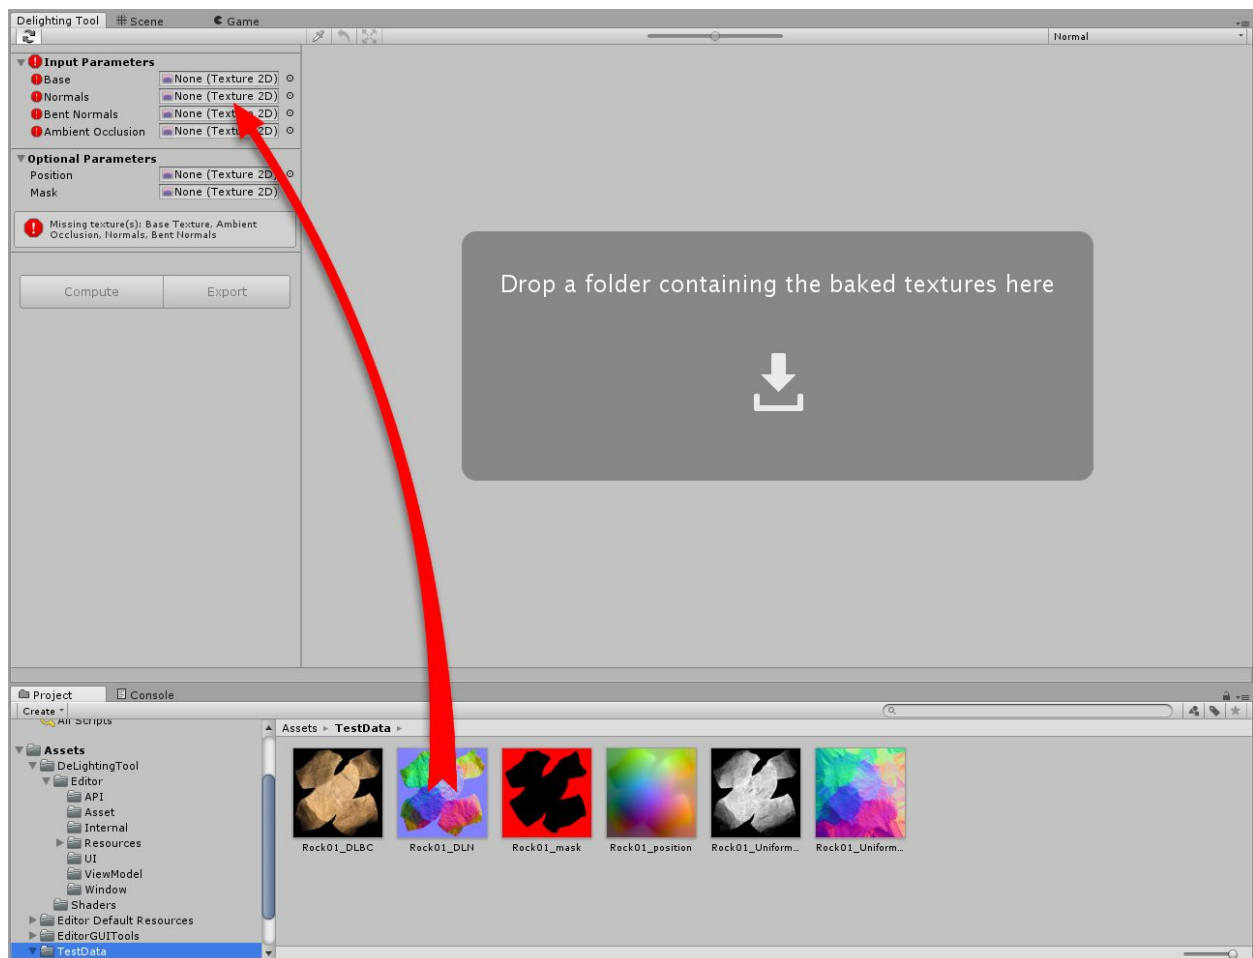 Delighting Tool Scene Game
Normal
Input Parameters
Base None (Texture 2D)
Normals None (Texture 2D)
Bent Normals None (Texture 2D)
Ambient Occlusion None (Texture 2D)
Optional Parameters
Position None (Texture 2D)
Mask None (Texture 2D)
Missing texture(s): Base Texture, Ambient
Occlusion, Normals, Bent Normals
Compute Export
Drop a folder containing the baked textures here
Project Console
Create
All Scripts
Assets
DeLightingTool
Editor
API
Asset
Internal
Resources
UI
ViewModel
Window
Shaders
Editor Default Resources
EditorGUITools
TestData
Assets TestData
Rock01_DLBC Rock01_DLN Rock01_mask Rock01_position Rock01_Uniform... Rock01_Uniform...